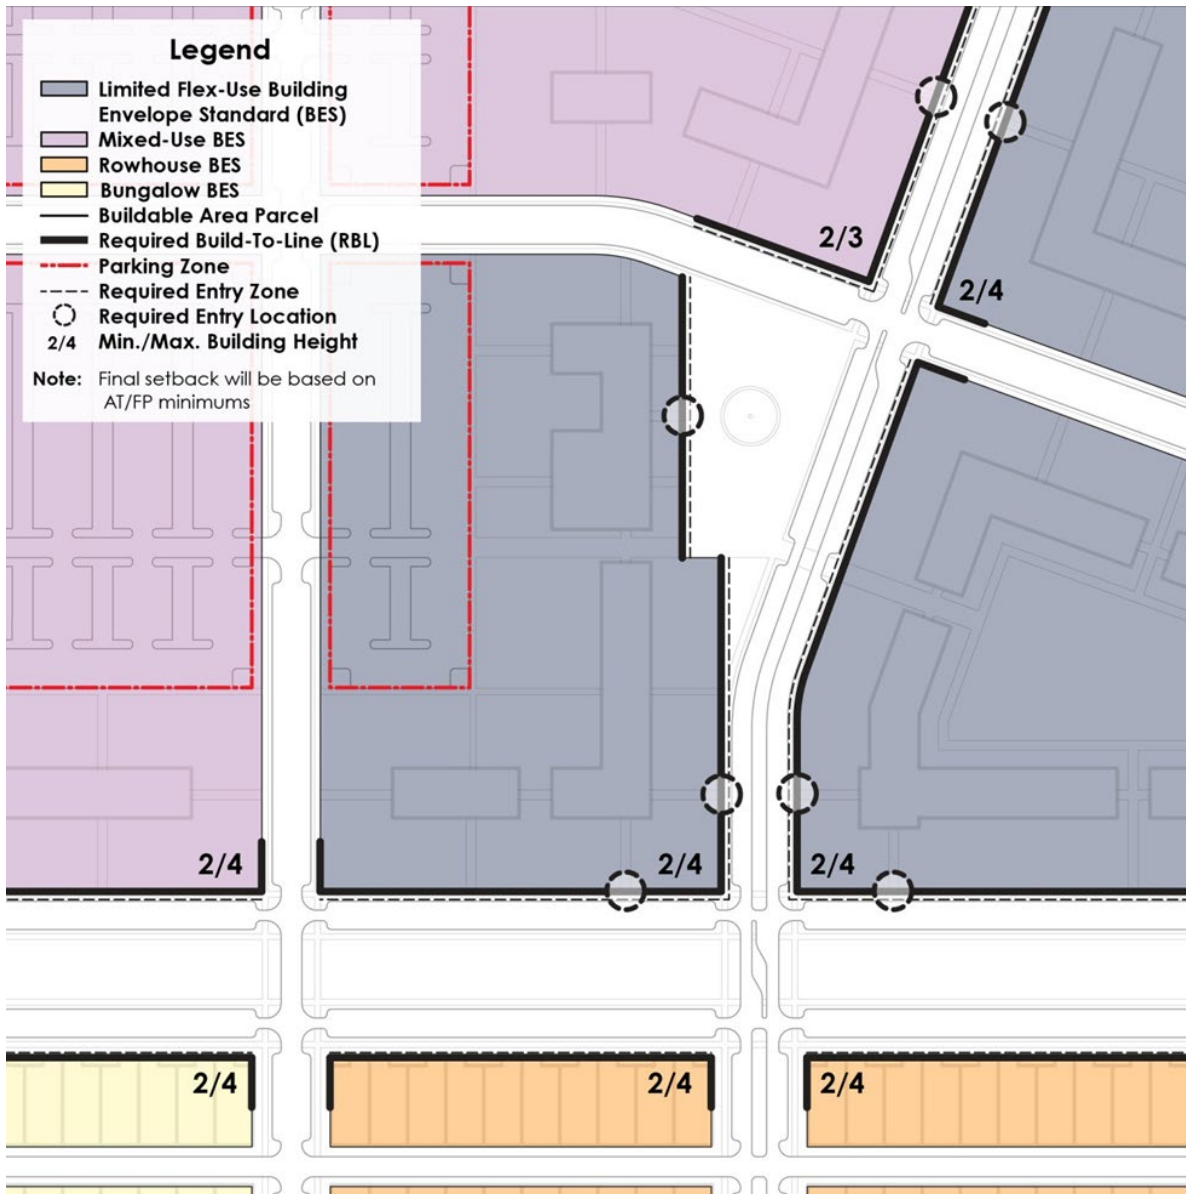 Legend
Limited Flex-Use Building
Envelope Standard (BES)
Mixed-Use BES
Rowhouse BES
Bungalow BES
Buildable Area Parcel
Required Build-To-Line (RBL)
Parking Zone
Required Entry Zone
Required Entry Location
2/4 Min./Max. Building Height
Note: Final setback will be based on
AT/FP minimums
2/3
2/4
2/4
2/4
2/4
2/4
2/4
2/4